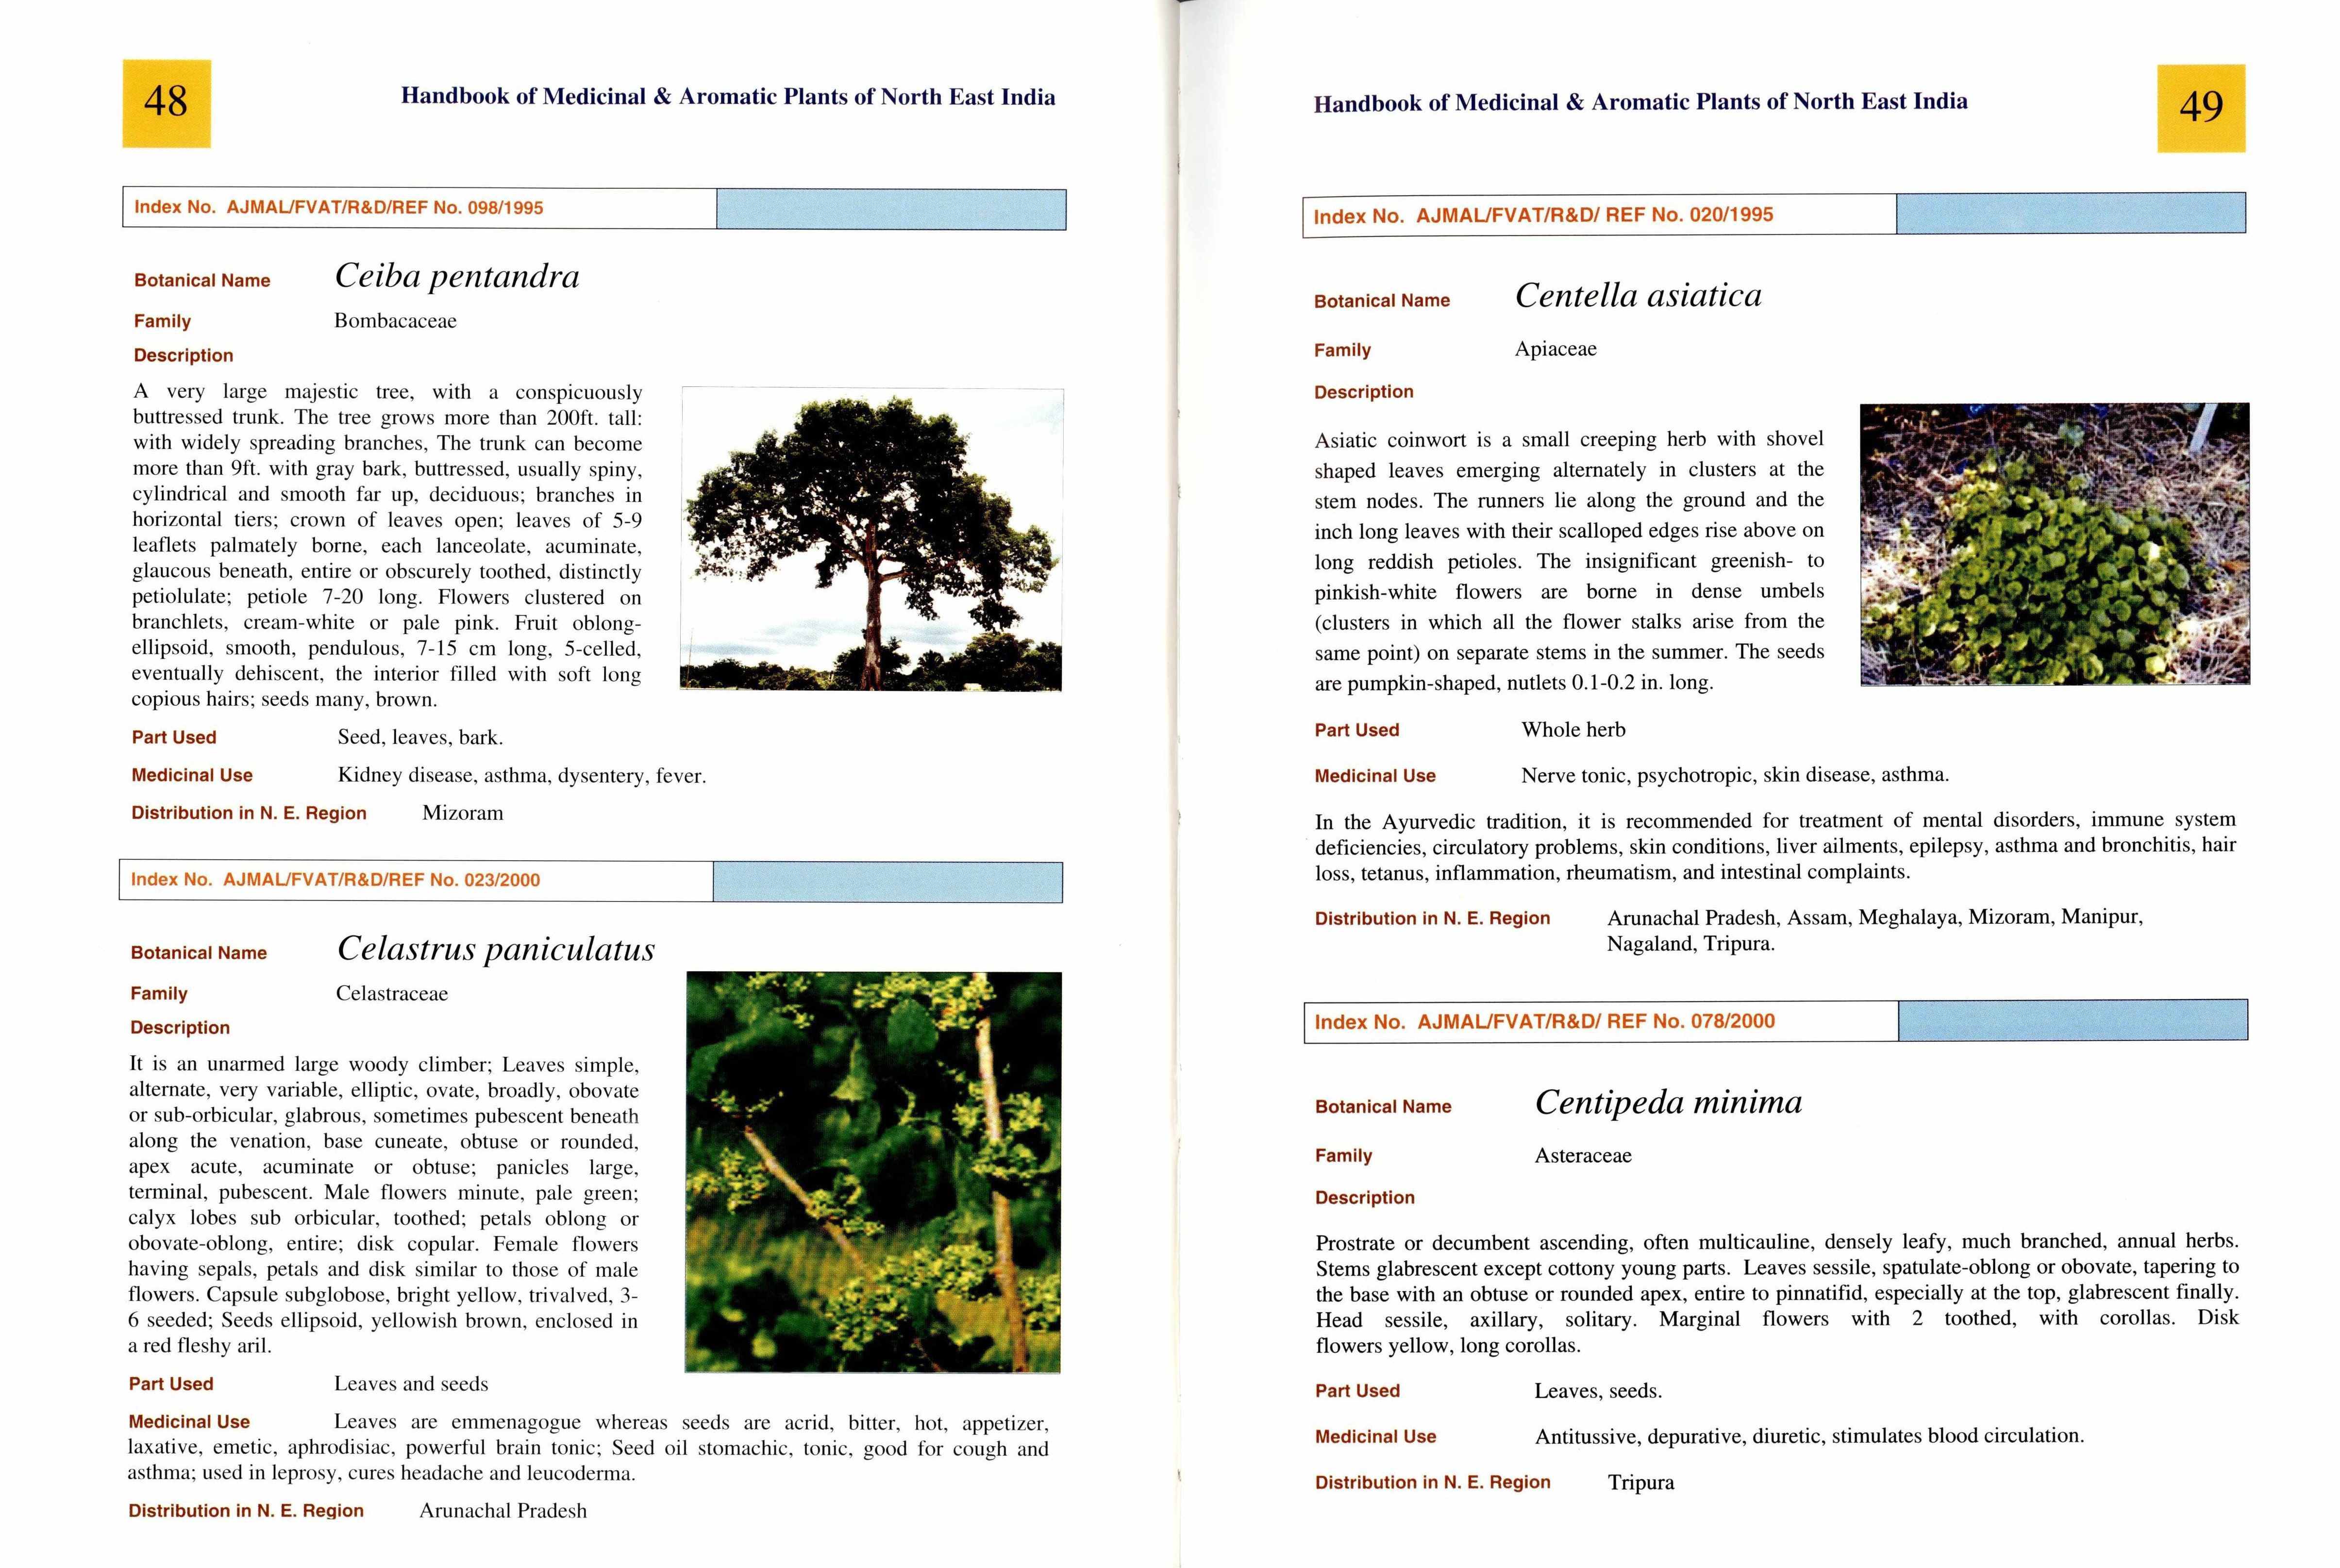 48
Handbook of Medicinal & Aromatic Plants of North East India
Index No. AJMAL/FVAT/R&D/REF No. 098/1995
Botanical Name Ceiba pentandra
Family Bombacaceae
Description
A very large majestic tree, with a conspicuously
buttressed trunk. The tree grows more than 200ft. tall:
with widely spreading branches, The trunk can become
more than 9ft. with gray bark, buttressed, usually spiny,
cylindrical and smooth far up, deciduous; branches in
horizontal tiers; crown of leaves open; leaves of 5-9
leaflets palmately borne, each lanceolate, acuminate,
glaucous beneath, entire or obscurely toothed, distinctly
petiolulate; petiole 7-20 long. Flowers clustered on
branchlets, cream-white or pale pink. Fruit oblong-
ellipsoid, smooth, pendulous, 7-15 cm long, 5-celled,
eventually dehiscent, the interior filled with soft long
copious hairs; seeds many, brown.
Part Used Seed, leaves, bark.
Medicinal Use Kidney disease, asthma, dysentery, fever.
Distribution in N. E. Region Mizoram
Index No. AJMAL/FVAT/R&D/REF No. 023/2000
Botanical Name Celastrus paniculatus
Family Celastraceae
Description
It is an unarmed large woody climber; Leaves simple,
alternate, very variable, elliptic, ovate, broadly, obovate
or sub-orbicular, glabrous, sometimes pubescent beneath
along the venation, base cuneate, obtuse or rounded,
apex acute, acuminate or obtuse; panicles large,
terminal, pubescent. Male flowers minute, pale green;
calyx lobes sub orbicular, toothed; petals oblong or
obovate-oblong, entire; disk copular. Female flowers
having sepals, petals and disk similar to those of male
flowers. Capsule subglobose, bright yellow, trivalved, 3-
6 seeded; Seeds ellipsoid, yellowish brown, enclosed in
a red fleshy aril.
Part Used Leaves and seeds
Medicinal Use Leaves are emmenagogue whereas seeds are acrid, bitter, hot, appetizer,
laxative, emetic, aphrodisiac, powerful brain tonic; Seed oil stomachic, tonic, good for cough and
asthma; used in leprosy, cures headache and leucoderma.
Distribution in N. E. Region Arunachal Pradesh
Handbook of Medicinal & Aromatic Plants of North East India
49
Index No. AJMAL/FVAT/R&D/ REF No. 020/1995
Botanical Name Centella asiatica
Family Apiaceae
Description
Asiatic coinwort is a small creeping herb with shovel
shaped leaves emerging alternately in clusters at the
stem nodes. The runners lie along the ground and the
inch long leaves with their scalloped edges rise above on
long reddish petioles. The insignificant greenish- to
pinkish-white flowers are borne in dense umbels
(clusters in which all the flower stalks arise from the
same point) on separate stems in the summer. The seeds
are pumpkin-shaped, nutlets 0.1-0.2 in. long.
Part Used Whole herb
Medicinal Use Nerve tonic, psychotropic, skin disease, asthma.
In the Ayurvedic tradition, it is recommended for treatment of mental disorders, immune system
deficiencies, circulatory problems, skin conditions, liver ailments, epilepsy, asthma and bronchitis, hair
loss, tetanus, inflammation, rheumatism, and intestinal complaints.
Distribution in N. E. Region Arunachal Pradesh, Assam, Meghalaya, Mizoram, Manipur,
Nagaland, Tripura.
Index No. AJMAL/FVAT/R&D/ REF No. 078/2000
Botanical Name Centipeda minima
Family Asteraceae
Description
Prostrate or decumbent ascending, often multicauline, densely leafy, much branched, annual herbs.
Stems glabrescent except cottony young parts. Leaves sessile, spatulate-oblong or obovate, tapering to
the base with an obtuse or rounded apex, entire to pinnatifid, especially at the top, glabrescent finally.
Head sessile, axillary, solitary. Marginal flowers with 2 toothed, with corollas. Disk
flowers yellow, long corollas.
Part Used Leaves, seeds.
Medicinal Use Antitussive, depurative, diuretic, stimulates blood circulation.
Distribution in N. E. Region Tripura